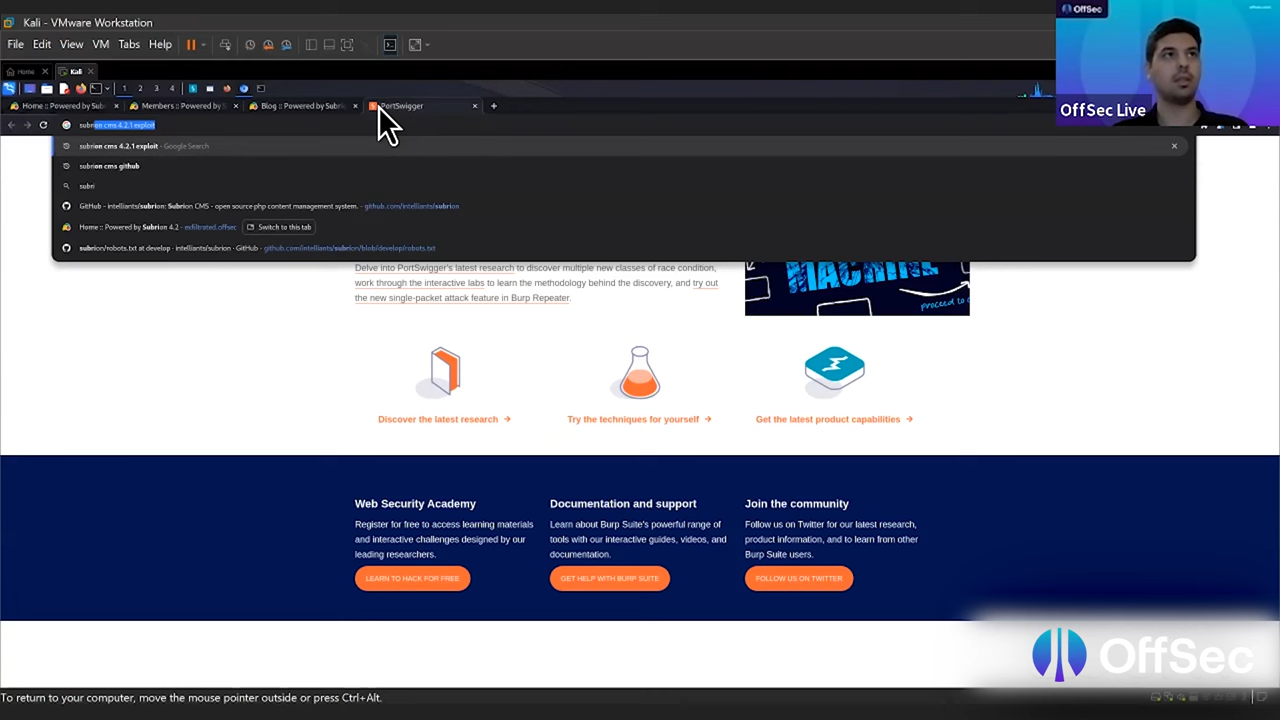 Kali - VMware Workstation
File Edit View VM Tabs Help
Home
Kali
1 2 3 4
Home :: Powered by Subr
Members :: Powered by S
Blog :: Powered by Subrio
PortSwigger
subrion cms 4.2.1 exploit
subrion cms 4.2.1 exploit - Google Search
subrion cms github
subri
GitHub - intelliants/subrion: Subrion CMS - open source php content management system. - github.com/intelliants/subrion
Home :: Powered by Subrion 4.2 - exfiltrated.offsec Switch to this tab
subrion/robots.txt at develop · intelliants/subrion · GitHub - github.com/intelliants/subrion/blob/develop/robots.txt
Delve into PortSwigger's latest research to discover multiple new classes of race condition,
work through the interactive labs to learn the methodology behind the discovery, and try out
the new single-packet attack feature in Burp Repeater.
MACHINE
proceed to
Discover the latest research
Try the techniques for yourself
Get the latest product capabilities
Web Security Academy
Register for free to access learning materials
and interactive challenges designed by our
leading researchers.
LEARN TO HACK FOR FREE
Documentation and support
Learn about Burp Suite's powerful range of
tools with our interactive guides, videos, and
documentation.
GET HELP WITH BURP SUITE
Join the community
Follow us on Twitter for our latest research,
product information, and to learn from other
Burp Suite users.
FOLLOW US ON TWITTER
OffSec
offsec.com
OffSec Live
OffSec
To return to your computer, move the mouse pointer outside or press Ctrl+Alt.